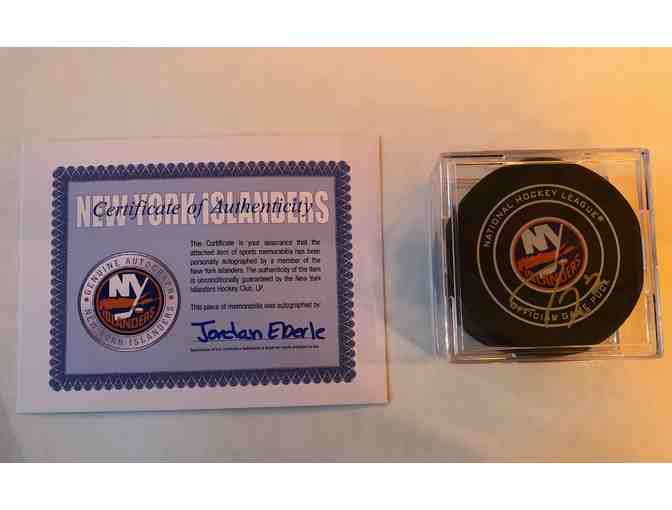 NEW YORK ISLANDERS
Certificate of Authenticity
This Certificate is your assurance that the
attached item of sports memorabilia has been
personally autographed by a member of the
New York Islanders. The authenticity of the item
is unconditionally guaranteed by the New York
Islanders Hockey Club, LP.
This piece of memorabilia was autographed by:
Jordan Eberle
GENUINE AUTOGRAPH
NY
ISLANDERS
NEW YORK ISLANDERS
NATIONAL HOCKEY LEAGUE®
NY
ISLANDERS
OFFICIAL GAME PUCK